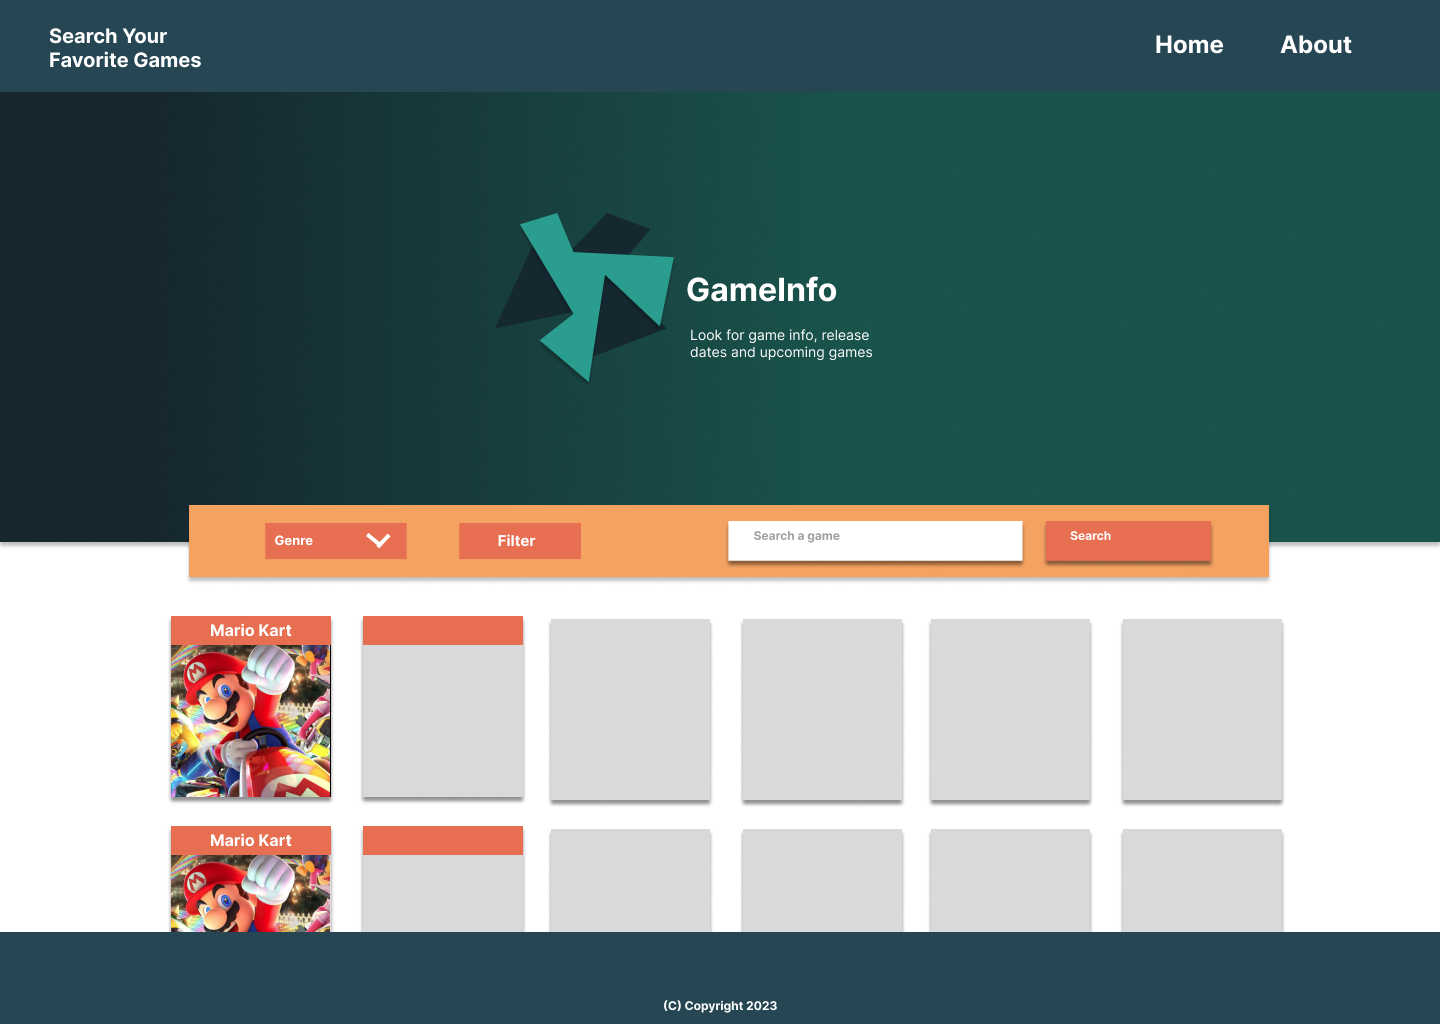 Search Your
Favorite Games
Home
About
GameInfo
Look for game info, release
dates and upcoming games
Genre
Filter
Search a game
Search
Mario Kart
M
Mario Kart
M
(C) Copyright 2023